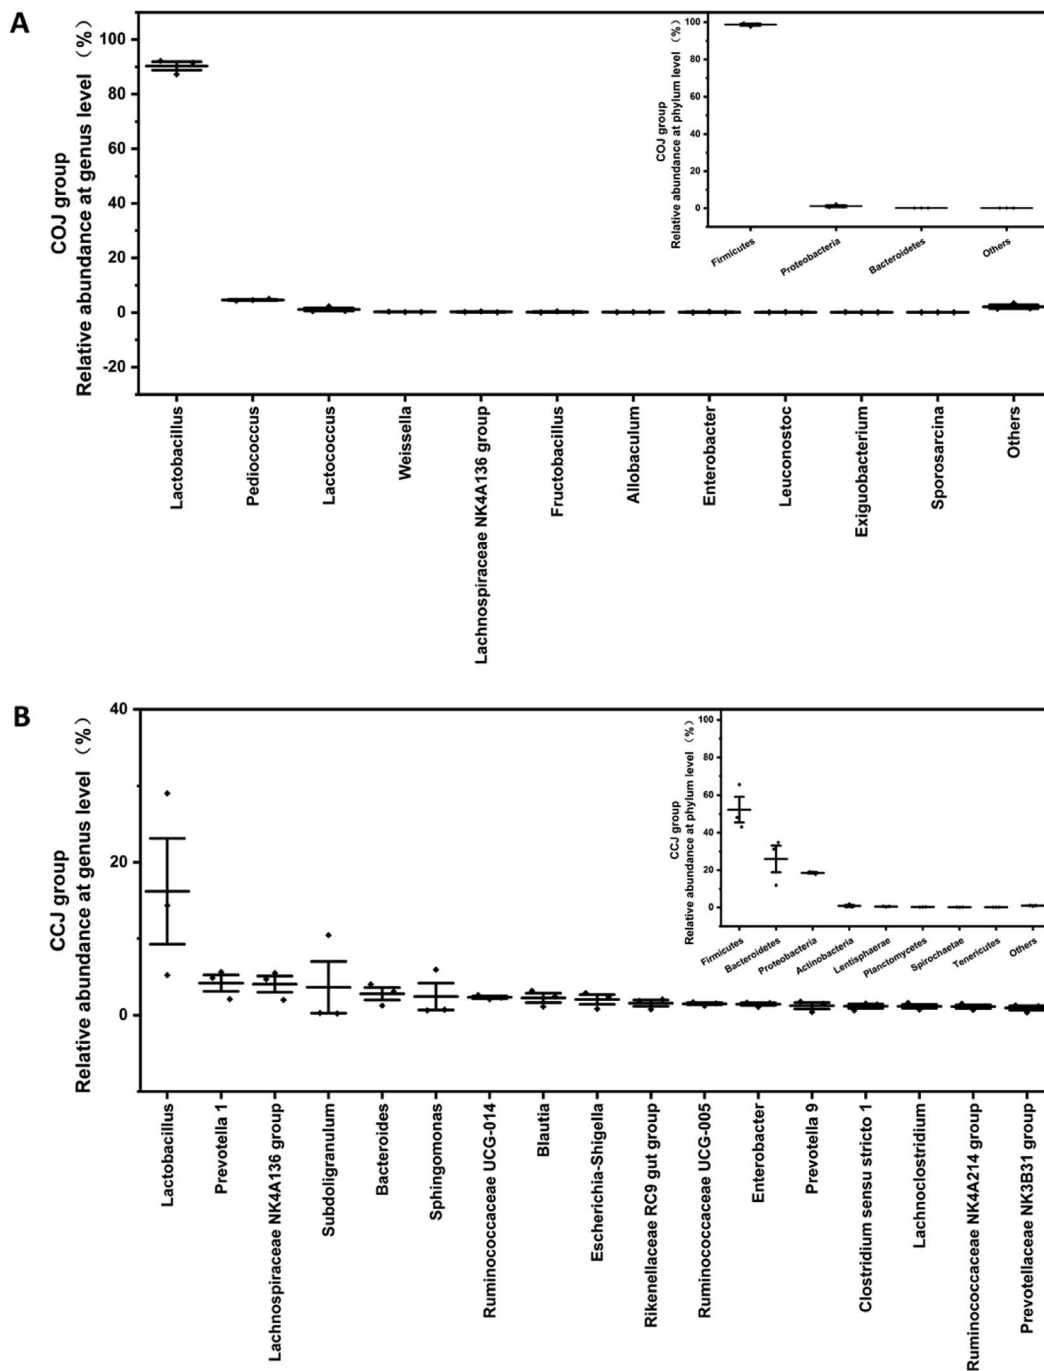 A
COJ group
Relative abundance at genus level (%)
100
80
60
40
20
0
-20
Lactobacillus
Pediococcus
Lactococcus
Weissella
Lachnospiraceae NK4A136 group
Fructobacillus
Allobaculum
Enterobacter
Leuconostoc
Exiguobacterium
Sporosarcina
Others
COJ group
Relative abundance at phylum level (%)
100
80
60
40
20
0
Firmicutes
Proteobacteria
Bacteroidetes
Others
B
CCJ group
Relative abundance at genus level (%)
40
20
0
Lactobacillus
Prevotella 1
Lachnospiraceae NK4A136 group
Subdoligranulum
Bacteroides
Sphingomonas
Ruminococcaceae UCG-014
Blautia
Escherichia-Shigella
Rikenellaceae RC9 gut group
Ruminococcaceae UCG-005
Enterobacter
Prevotella 9
Clostridium sensu stricto 1
Lachnoclostridium
Ruminococcaceae NK4A214 group
Prevotellaceae NK3B31 group
CCJ group
Relative abundance at phylum level (%)
100
80
60
40
20
0
Firmicutes
Bacteroidetes
Proteobacteria
Actinobacteria
Lentisphaerae
Planctomycetes
Spirochaetae
Tenericutes
Others